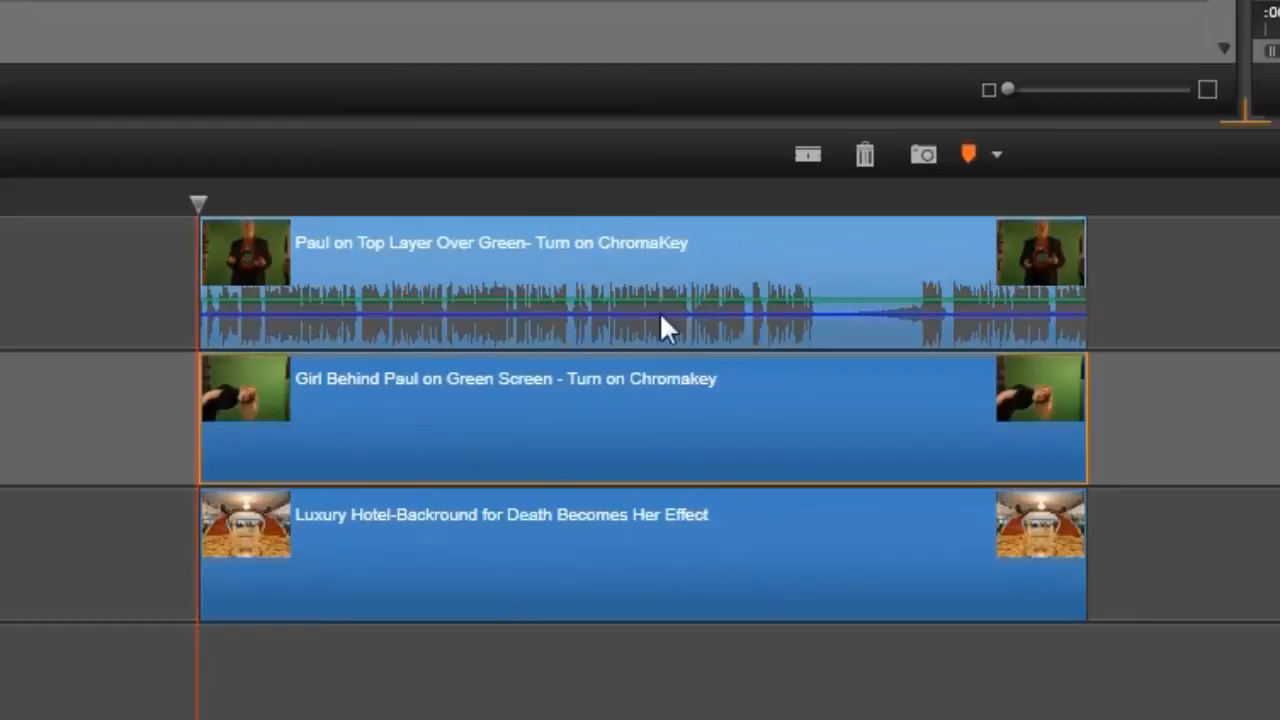 Paul on Top Layer Over Green- Turn on ChromaKey
Girl Behind Paul on Green Screen - Turn on Chromakey
Luxury Hotel-Backround for Death Becomes Her Effect